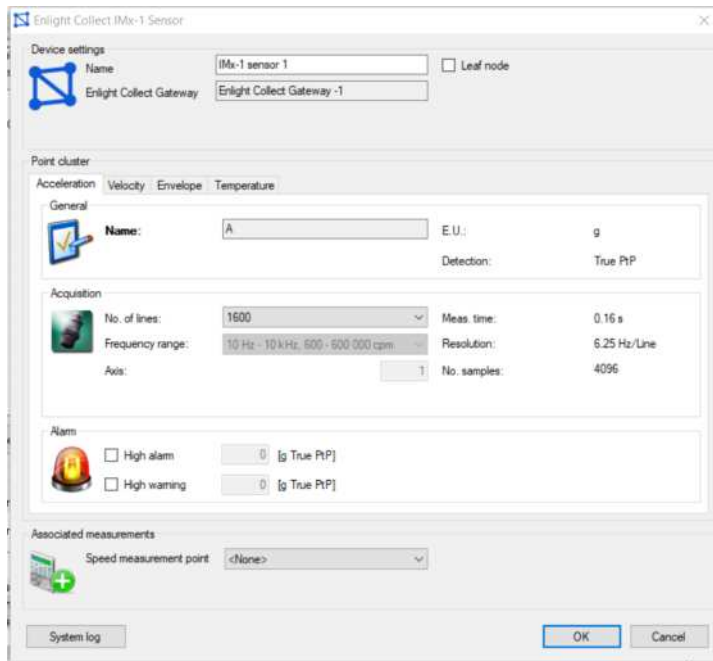 Enlight Collect IMx-1 Sensor
Device settings
Name IMx-1 sensor 1 Leaf node
Enlight Collect Gateway Enlight Collect Gateway -1
Point cluster
Acceleration Velocity Envelope Temperature
General
Name: A E.U.: g
Detection: True PtP
Acquisition
No. of lines: 1600 Meas. time: 0.16 s
Frequency range: 10 Hz - 10 kHz, 600 - 600 000 cpm Resolution: 6.25 Hz/Line
Axis: 1 No. samples: 4096
Alarm
High alarm 0 [g True PtP]
High warning 0 [g True PtP]
Associated measurements
Speed measurement point <None>
System log OK Cancel